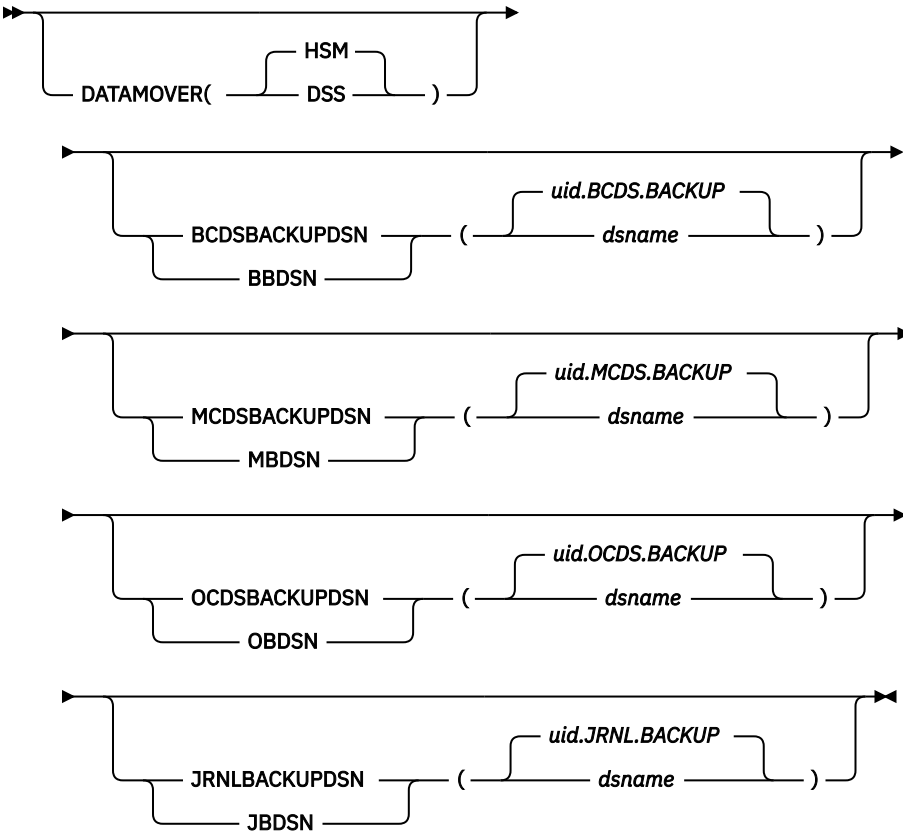 HSM
DATAMOVER( DSS )
uid.BCDS.BACKUP
BCDSBACKUPDSN ( dsname )
BBDSN
uid.MCDS.BACKUP
MCDSBACKUPDSN ( dsname )
MBDSN
uid.OCDS.BACKUP
OCDSBACKUPDSN ( dsname )
OBDSN
uid.JRNL.BACKUP
JRNLBACKUPDSN ( dsname )
JBDSN